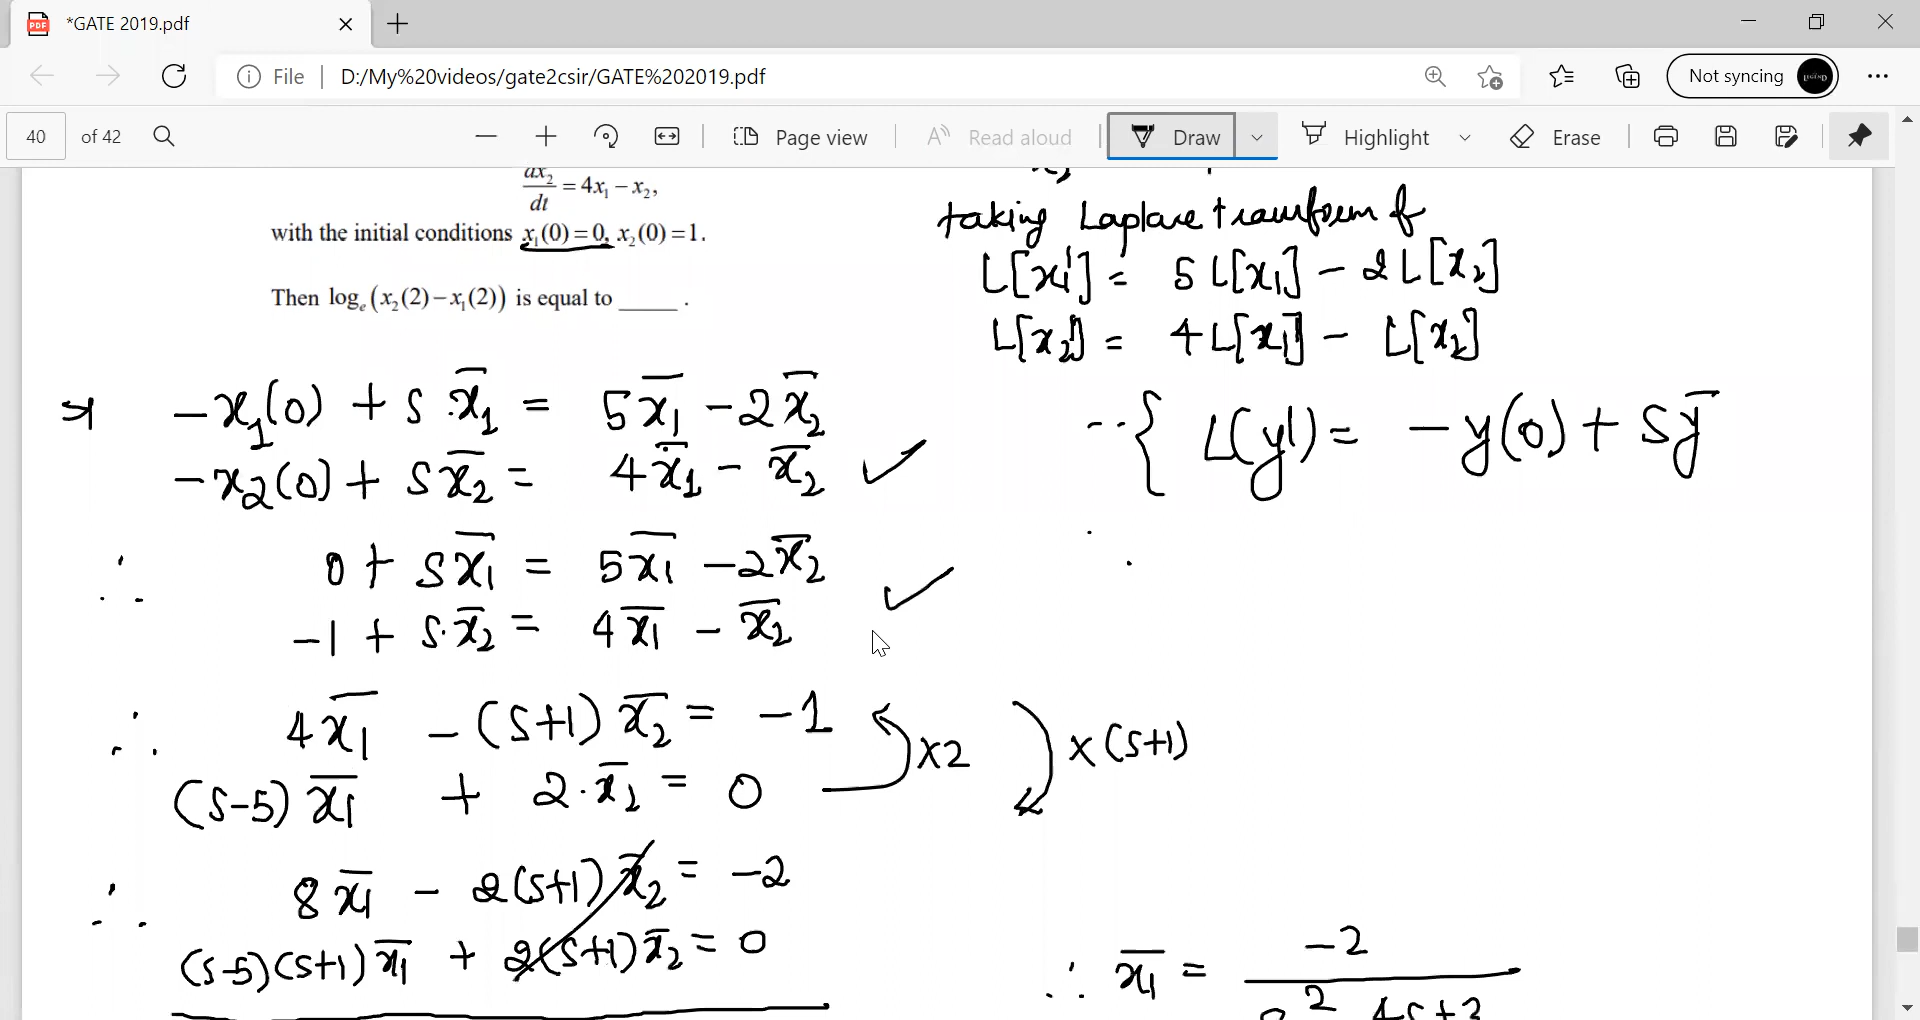 *GATE 2019.pdf
File D:/My%20videos/gate2csir/GATE%202019.pdf Not syncing
40 of 42 Page view Read aloud Draw Highlight Erase
dx₂/dt = 4x₁ − x₂,
with the initial conditions x₁(0) = 0, x₂(0) = 1.
Then logₑ(x₂(2) − x₁(2)) is equal to _____ .
taking Laplace transform of
L[x₁'] = 5 L[x₁] − 2 L[x₂]
L[x₂'] = 4 L[x₁] − L[x₂]
⇒ −x₁(0) + s·x̄₁ = 5x̄₁ − 2x̄₂
−x₂(0) + s x̄₂ = 4x̄₁ − x̄₂ ✓
-- { L(y') = −y(0) + sȳ
∴ 0 + s x̄₁ = 5x̄₁ − 2x̄₂
−1 + s·x̄₂ = 4x̄₁ − x̄₂ ✓
∴ 4x̄₁ − (s+1) x̄₂ = −1
(s−5) x̄₁ + 2·x̄₂ = 0
×2 ×(s+1)
∴ 8x̄₁ − 2(s+1) x̄₂ = −2
(s−5)(s+1) x̄₁ + 2(s+1) x̄₂ = 0
∴ x̄₁ = −2